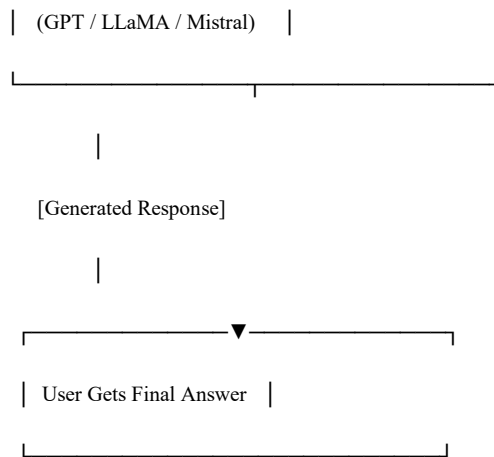 (GPT / LLaMA / Mistral)
[Generated Response]
User Gets Final Answer